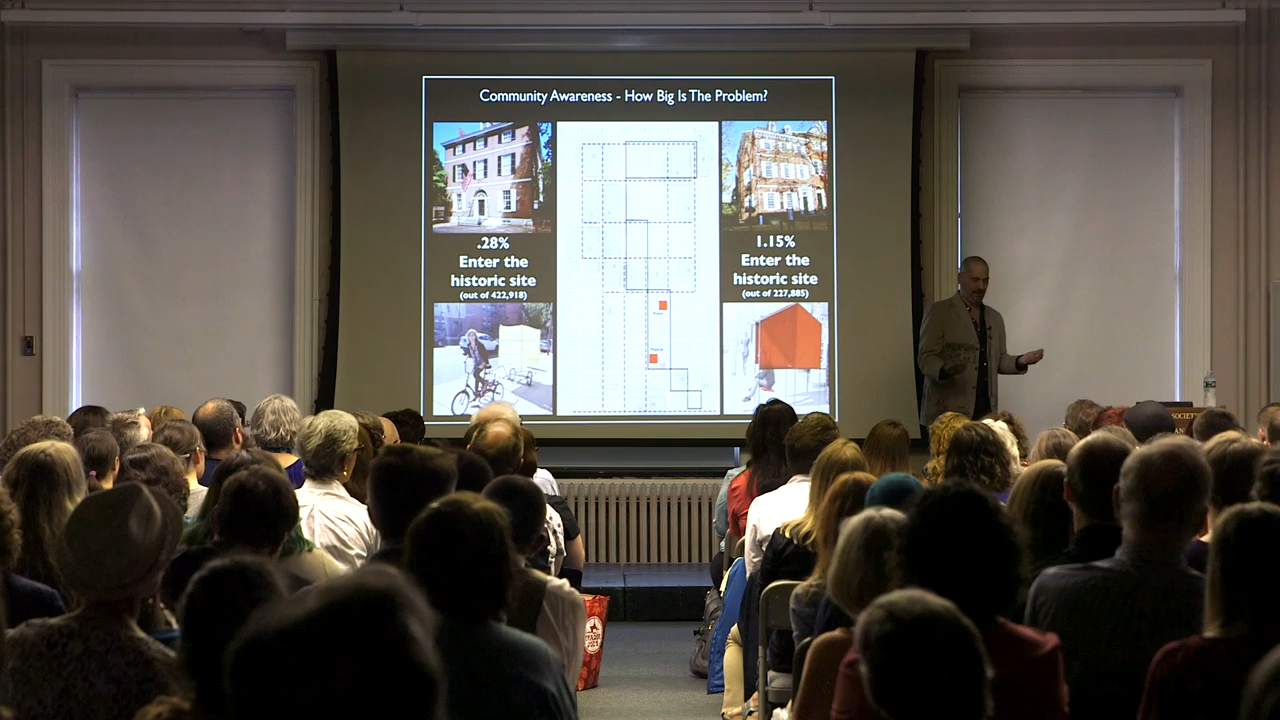 Community Awareness - How Big Is The Problem?
.28%
Enter the
historic site
(out of 422,918)
1.15%
Enter the
historic site
(out of 227,885)
SOCIETY